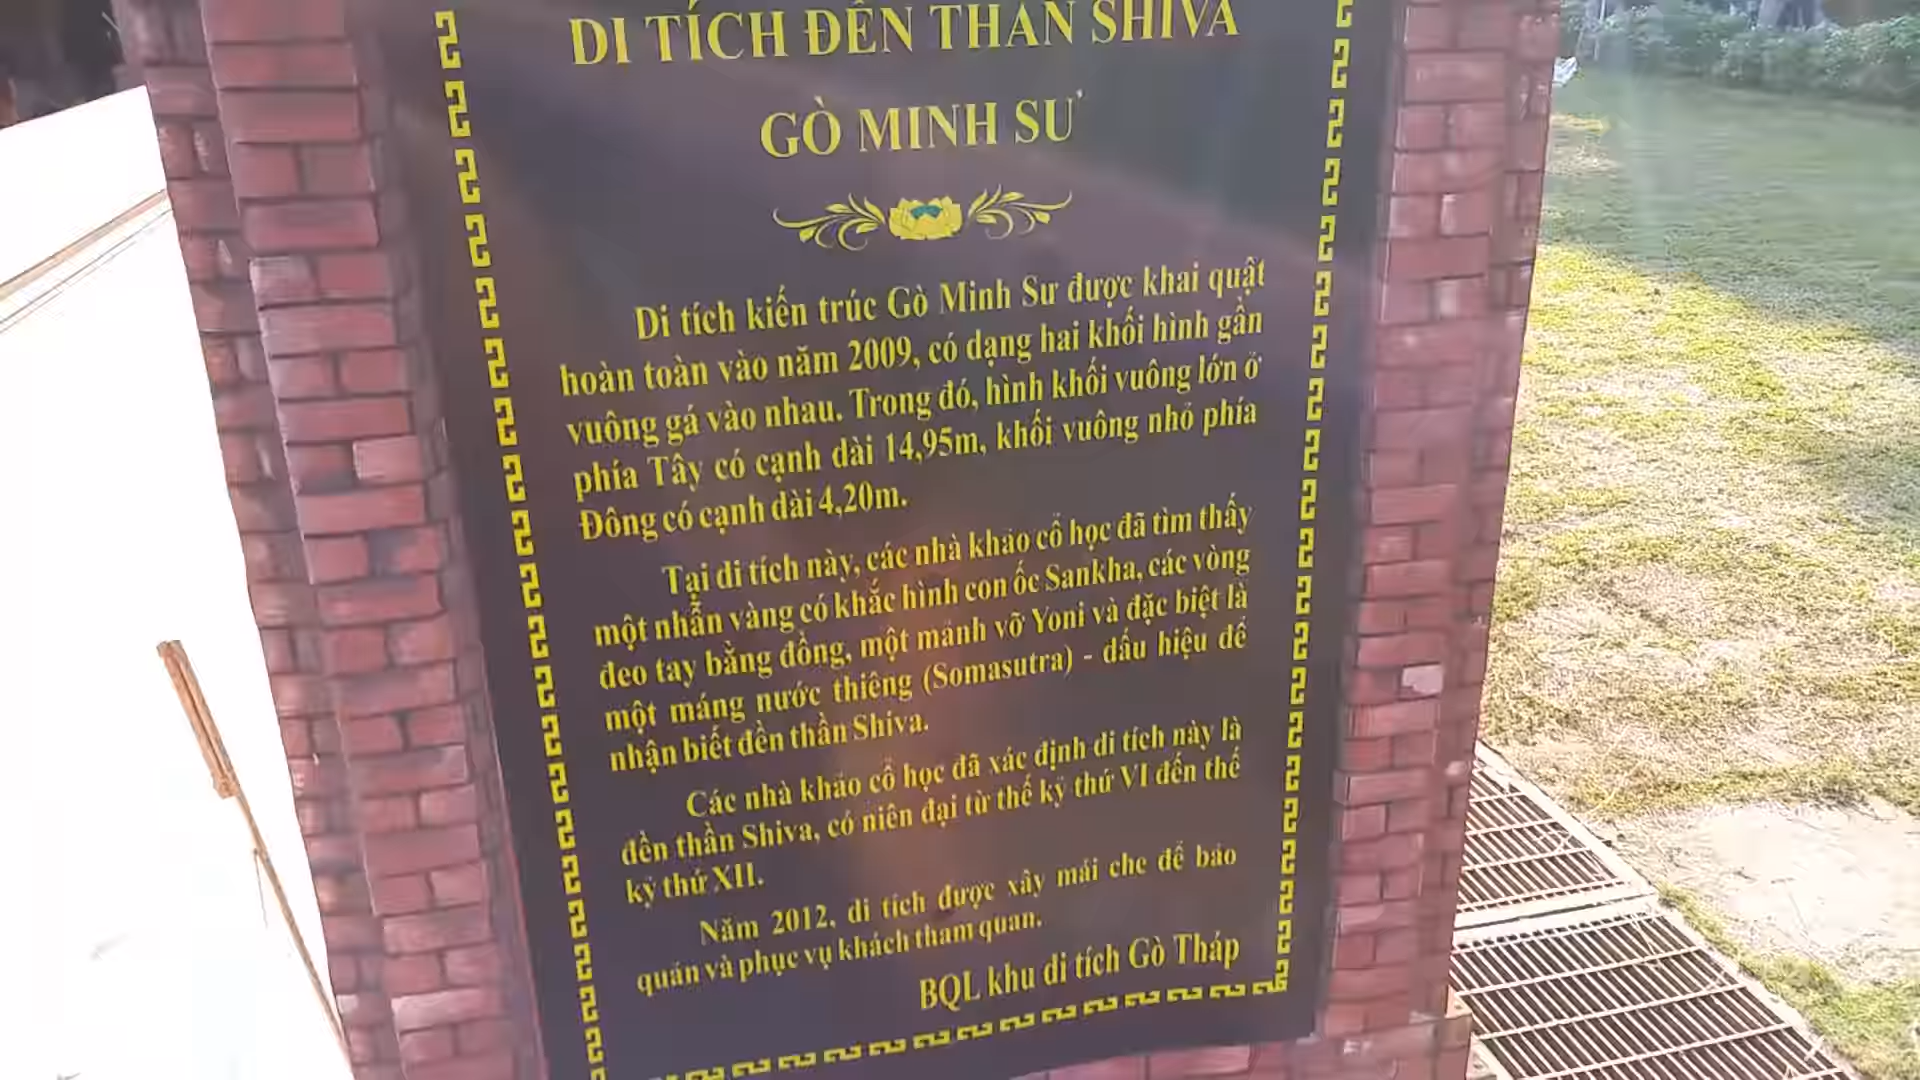 DI TÍCH ĐỀN THẦN SHIVA
GÒ MINH SƯ
Di tích kiến trúc Gò Minh Sư được khai quật
hoàn toàn vào năm 2009, có dạng hai khối hình gần
vuông gá vào nhau. Trong đó, hình khối vuông lớn ở
phía Tây có cạnh dài 14,95m, khối vuông nhỏ phía
Đông có cạnh dài 4,20m.
Tại di tích này, các nhà khảo cổ học đã tìm thấy
một nhẫn vàng có khắc hình con ốc Sankha, các vòng
đeo tay bằng đồng, một mảnh vỡ Yoni và đặc biệt là
một máng nước thiêng (Somasutra) - dấu hiệu để
nhận biết đền thần Shiva.
Các nhà khảo cổ học đã xác định di tích này là
đền thần Shiva, có niên đại từ thế kỷ thứ VI đến thế
kỷ thứ XII.
Năm 2012, di tích được xây mái che để bảo
quản và phục vụ khách tham quan.
BQL khu di tích Gò Tháp